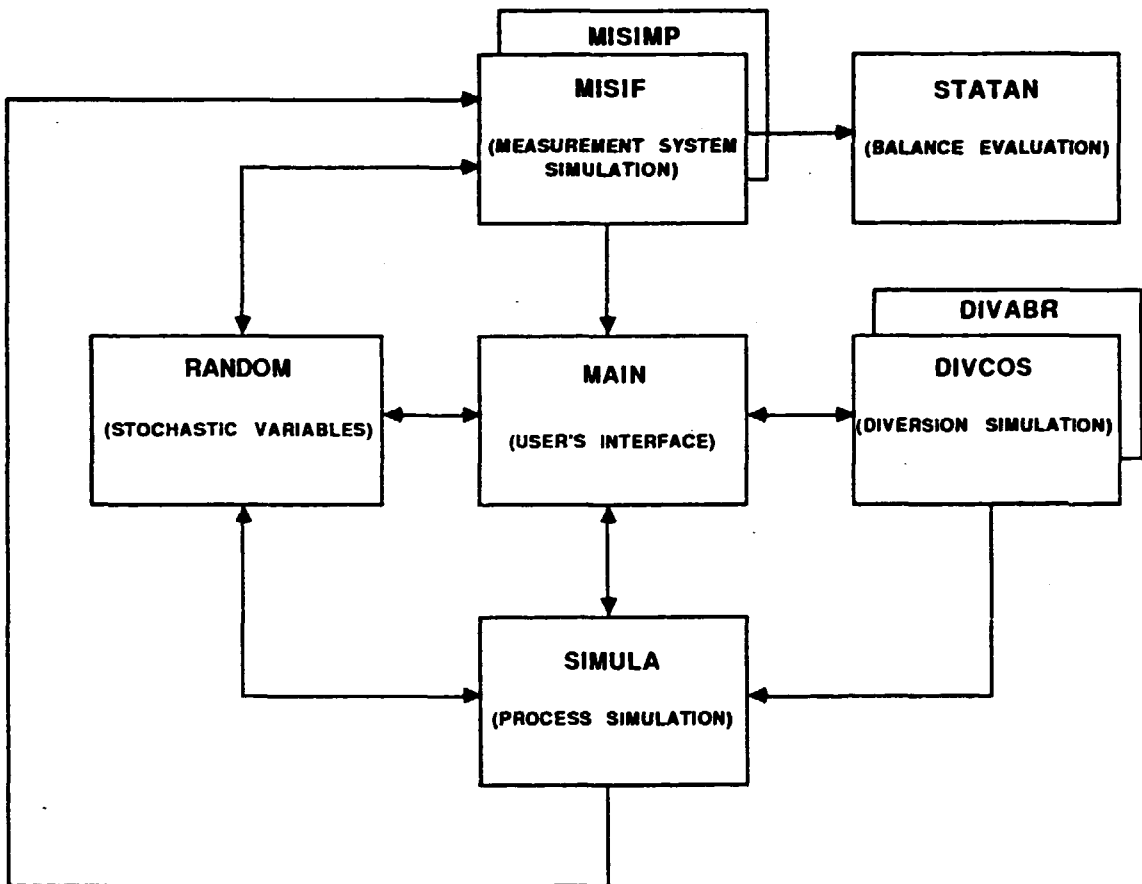 MISIMP
MISIF
(MEASUREMENT SYSTEM
SIMULATION)
STATAN
(BALANCE EVALUATION)
RANDOM
(STOCHASTIC VARIABLES)
MAIN
(USER'S INTERFACE)
DIVABR
DIVCOS
(DIVERSION SIMULATION)
SIMULA
(PROCESS SIMULATION)